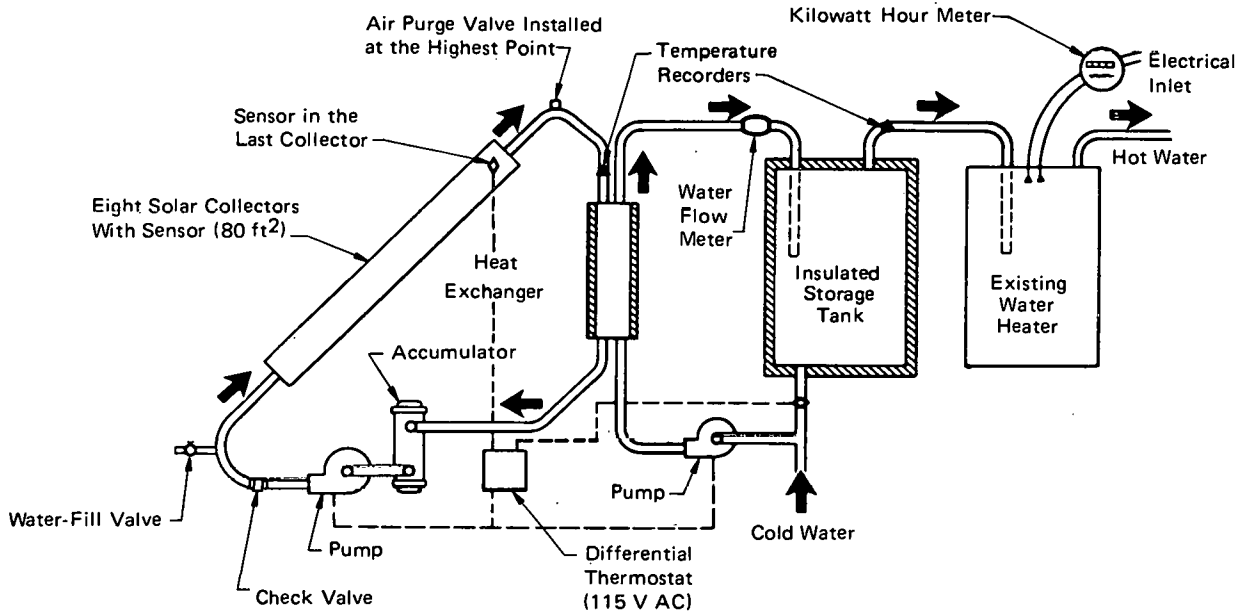 Kilowatt Hour Meter
Air Purge Valve Installed
at the Highest Point
Temperature
Recorders
Electrical
Inlet
Sensor in the
Last Collector
Hot Water
Eight Solar Collectors
With Sensor (80 ft²)
Water
Flow
Meter
Heat
Exchanger
Insulated
Storage
Tank
Existing
Water
Heater
Accumulator
Pump
Water-Fill Valve
Cold Water
Pump
Differential
Thermostat
(115 V AC)
Check Valve